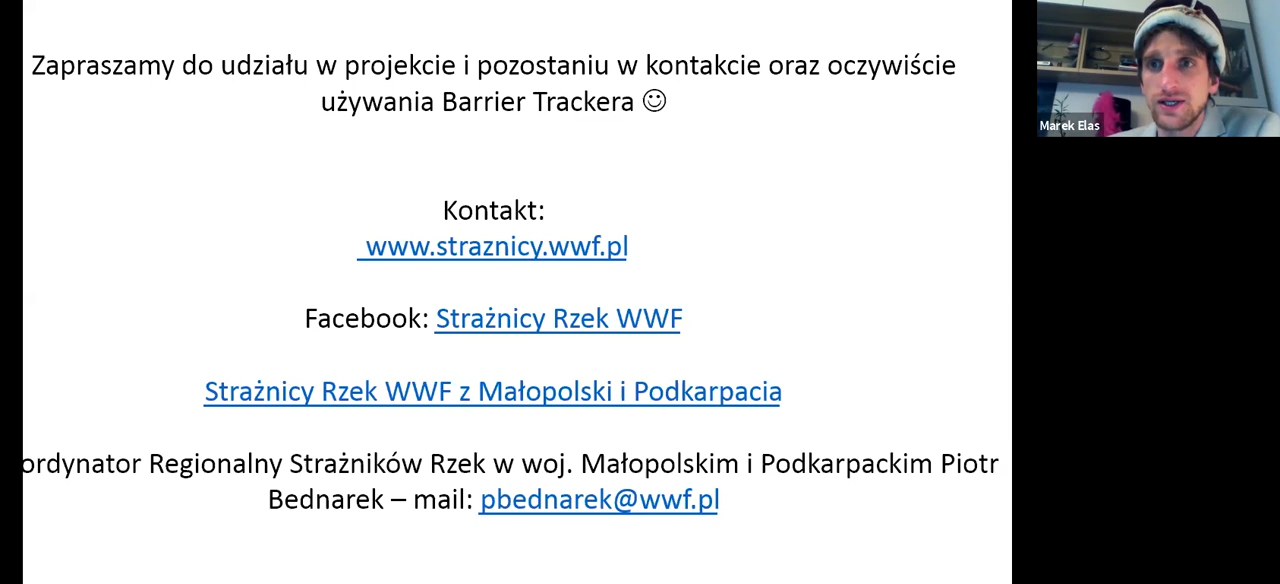 Zapraszamy do udziału w projekcie i pozostaniu w kontakcie oraz oczywiście
używania Barrier Trackera ☺
Kontakt:
www.straznicy.wwf.pl
Facebook: Strażnicy Rzek WWF
Strażnicy Rzek WWF z Małopolski i Podkarpacia
ordynator Regionalny Strażników Rzek w woj. Małopolskim i Podkarpackim Piotr
Bednarek – mail: pbednarek@wwf.pl
Marek Elas